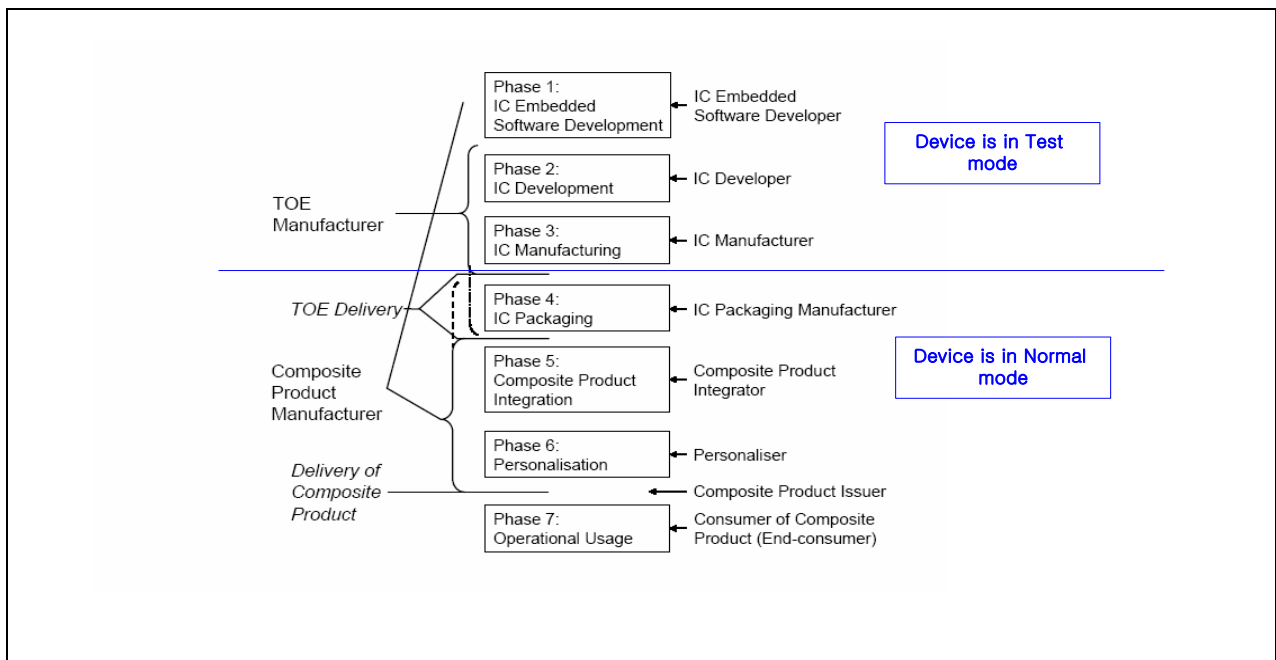 Phase 1:
IC Embedded
Software Development
IC Embedded
Software Developer
Device is in Test
mode
Phase 2:
IC Development
IC Developer
TOE
Manufacturer
Phase 3:
IC Manufacturing
IC Manufacturer
TOE Delivery
Phase 4:
IC Packaging
IC Packaging Manufacturer
Device is in Normal
mode
Composite
Product
Manufacturer
Phase 5:
Composite Product
Integration
Composite Product
Integrator
Phase 6:
Personalisation
Personaliser
Delivery of
Composite
Product
Composite Product Issuer
Phase 7:
Operational Usage
Consumer of Composite
Product (End-consumer)